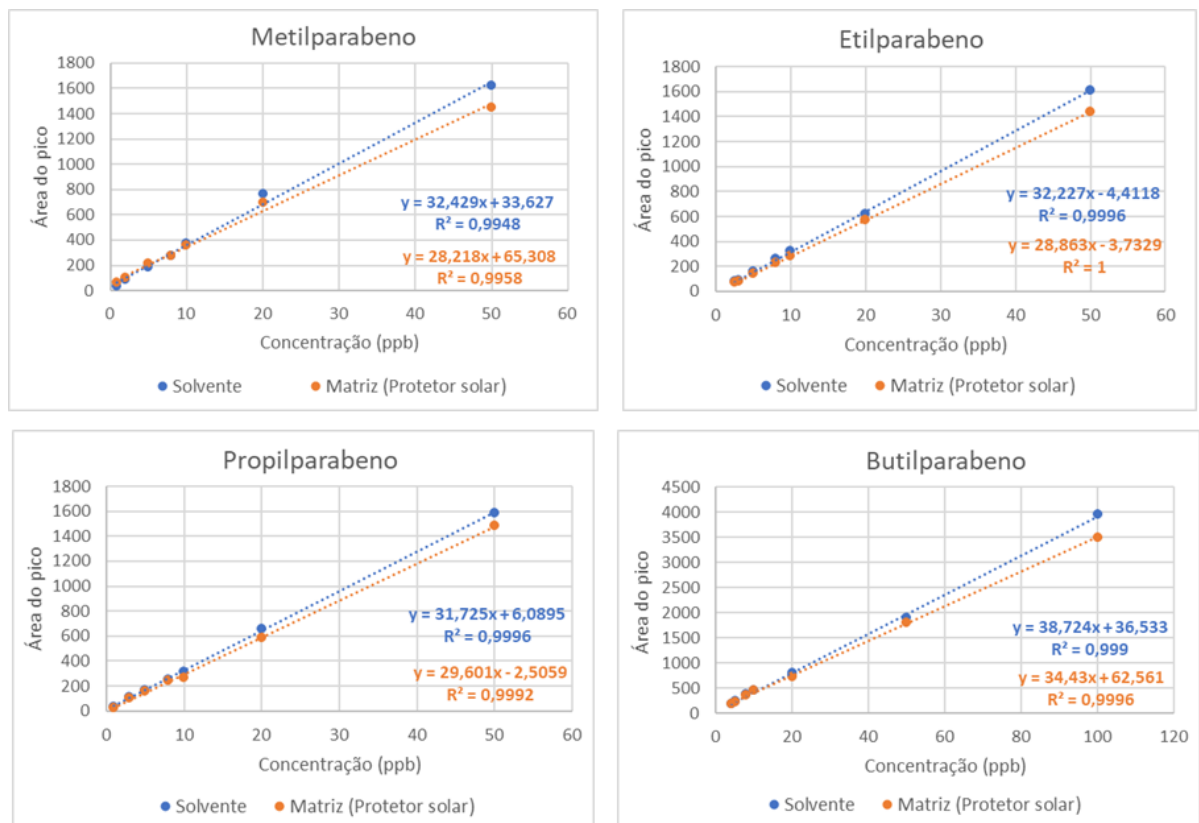 Metilparabeno
1800
1600
1400
1200
1000
800
600
400
200
0
Área do pico
y = 32,429x + 33,627
R² = 0,9948
y = 28,218x + 65,308
R² = 0,9958
0 10 20 30 40 50 60
Concentração (ppb)
Solvente Matriz (Protetor solar)
Etilparabeno
1800
1600
1400
1200
1000
800
600
400
200
0
Área do pico
y = 32,227x - 4,4118
R² = 0,9996
y = 28,863x - 3,7329
R² = 1
0 10 20 30 40 50 60
Concentração (ppb)
Solvente Matriz (Protetor solar)
Propilparabeno
1800
1600
1400
1200
1000
800
600
400
200
0
Área do pico
y = 31,725x + 6,0895
R² = 0,9996
y = 29,601x - 2,5059
R² = 0,9992
0 10 20 30 40 50 60
Concentração (ppb)
Solvente Matriz (Protetor solar)
Butilparabeno
4500
4000
3500
3000
2500
2000
1500
1000
500
0
Área do pico
y = 38,724x + 36,533
R² = 0,999
y = 34,43x + 62,561
R² = 0,9996
0 20 40 60 80 100 120
Concentração (ppb)
Solvente Matriz (Protetor solar)